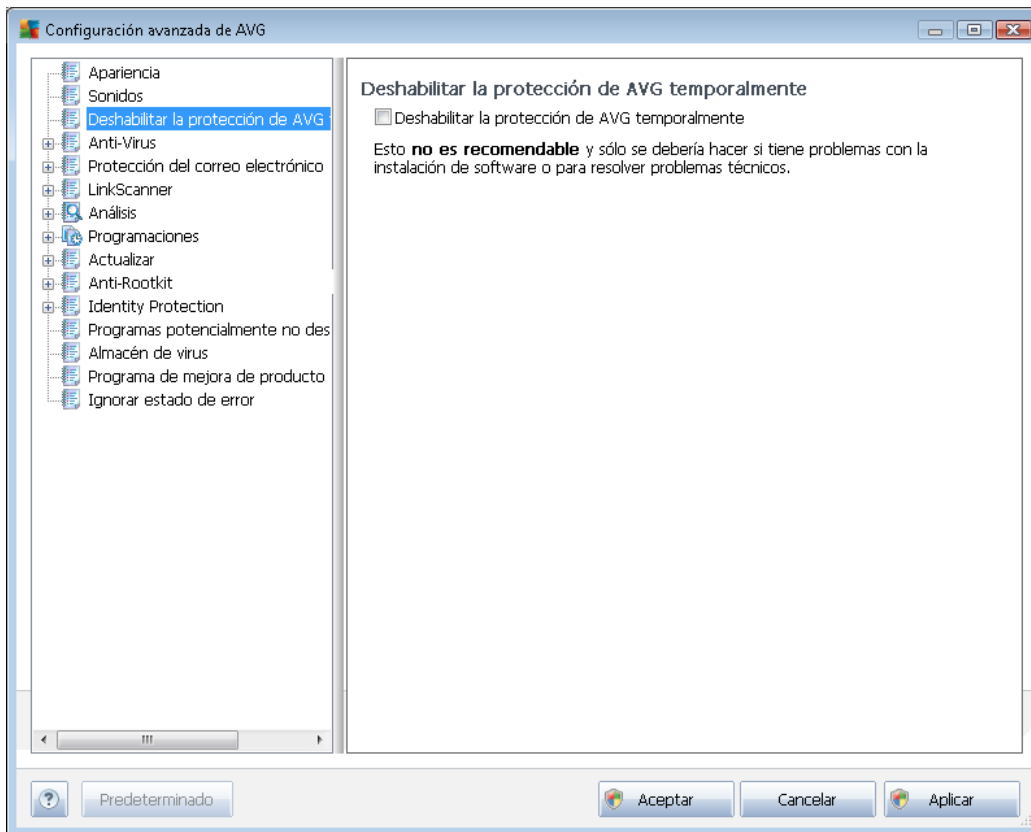 Configuración avanzada de AVG
Apariencia
Sonidos
Deshabilitar la protección de AVG
Anti-Virus
Protección del correo electrónico
LinkScanner
Análisis
Programaciones
Actualizar
Anti-Rootkit
Identity Protection
Programas potencialmente no des
Almacén de virus
Programa de mejora de producto
Ignorar estado de error
Deshabilitar la protección de AVG temporalmente
Deshabilitar la protección de AVG temporalmente
Esto no es recomendable y sólo se debería hacer si tiene problemas con la
instalación de software o para resolver problemas técnicos.
? Predeterminado Aceptar Cancelar Aplicar